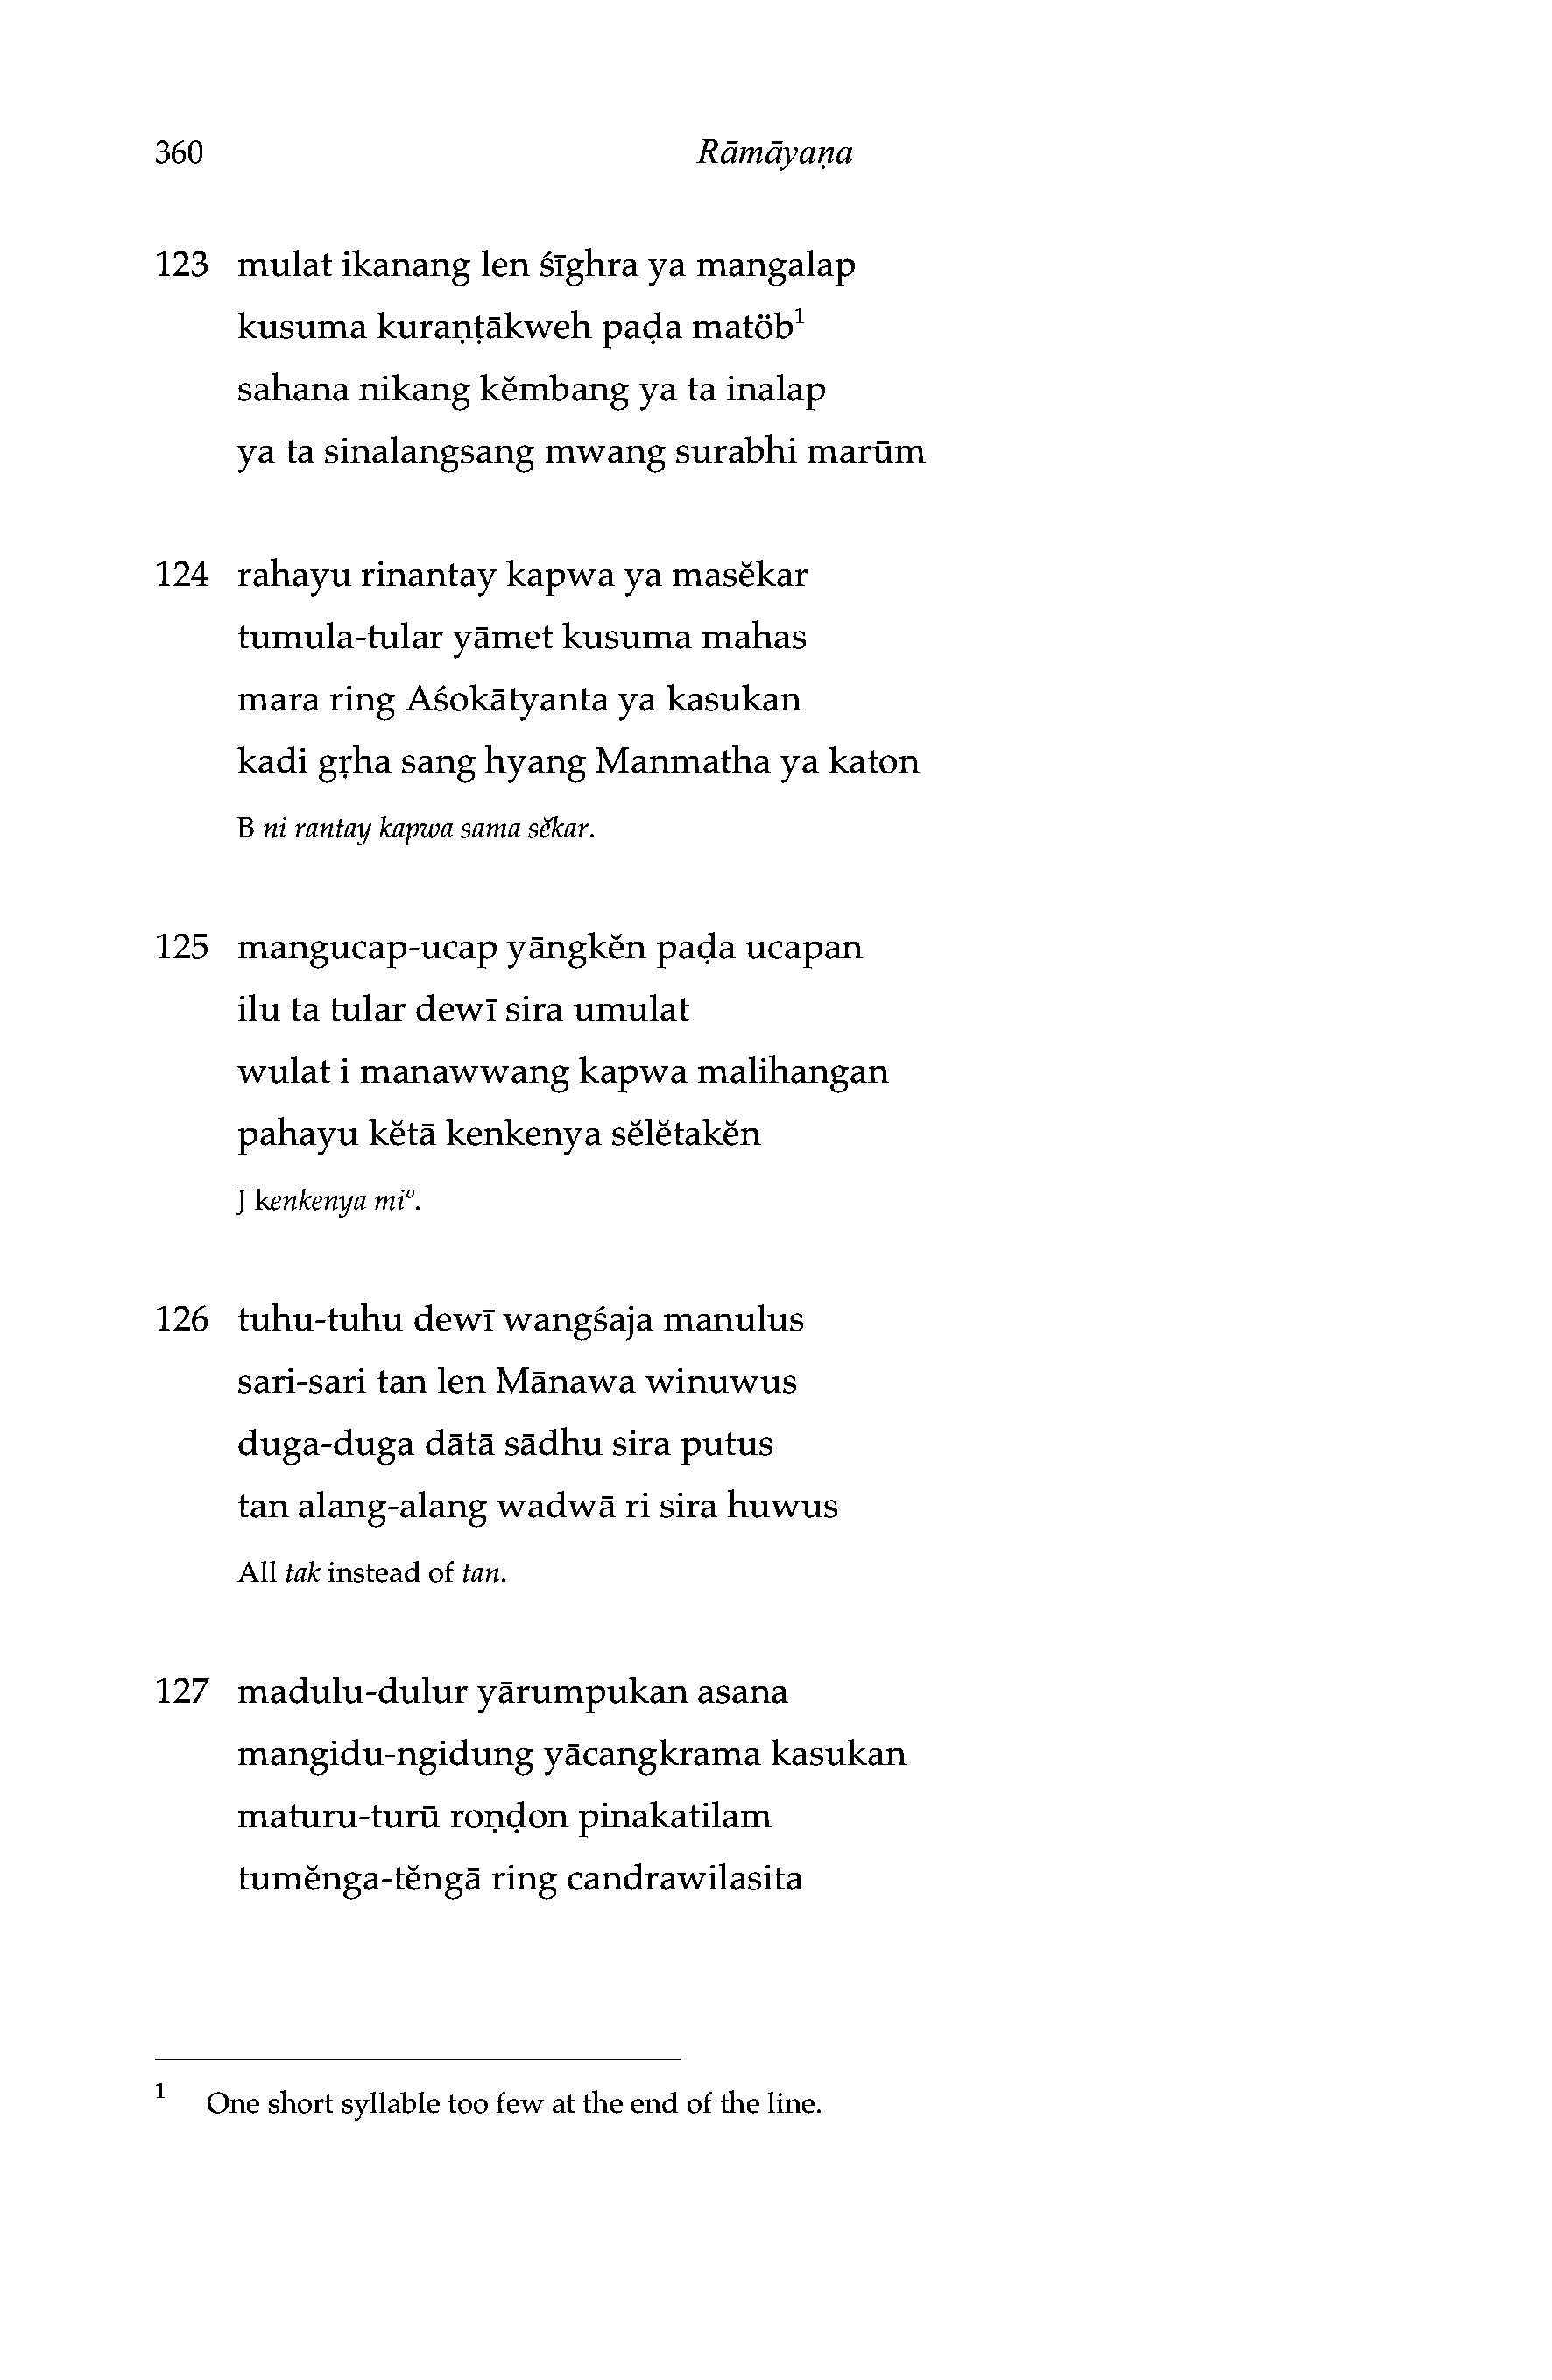 360 Rāmāyaṇa
123 mulat ikanang len śīghra ya mangalap
kusuma kuraṇṭākweh paḍa matöb¹
sahana nikang kĕmbang ya ta inalap
ya ta sinalangsang mwang surabhi marūm
124 rahayu rinantay kapwa ya masĕkar
tumula-tular yāmet kusuma mahas
mara ring Aśokātyanta ya kasukan
kadi gṛha sang hyang Manmatha ya katon
B ni rantay kapwa sama sĕkar.
125 mangucap-ucap yāngkĕn paḍa ucapan
ilu ta tular dewī sira umulat
wulat i manawwang kapwa malihangan
pahayu kĕtā kenkenya sĕlĕtakĕn
J kenkenya miº.
126 tuhu-tuhu dewī wangśaja manulus
sari-sari tan len Mānawa winuwus
duga-duga dātā sādhu sira putus
tan alang-alang wadwā ri sira huwus
All tak instead of tan.
127 madulu-dulur yārumpukan asana
mangidu-ngidung yācangkrama kasukan
maturu-turū roṇḍon pinakatilam
tumĕnga-tĕngā ring candrawilasita
1 One short syllable too few at the end of the line.